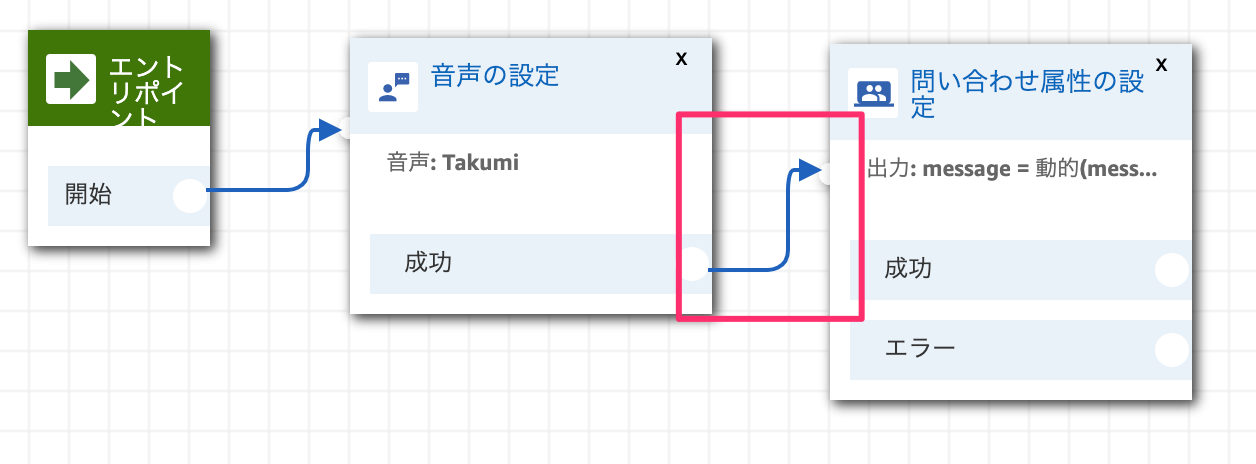 エント
リポイ
ント
開始
音声の設定
X
音声: Takumi
成功
問い合わせ属性の設
定
X
出力: message = 動的(mess...
成功
エラー